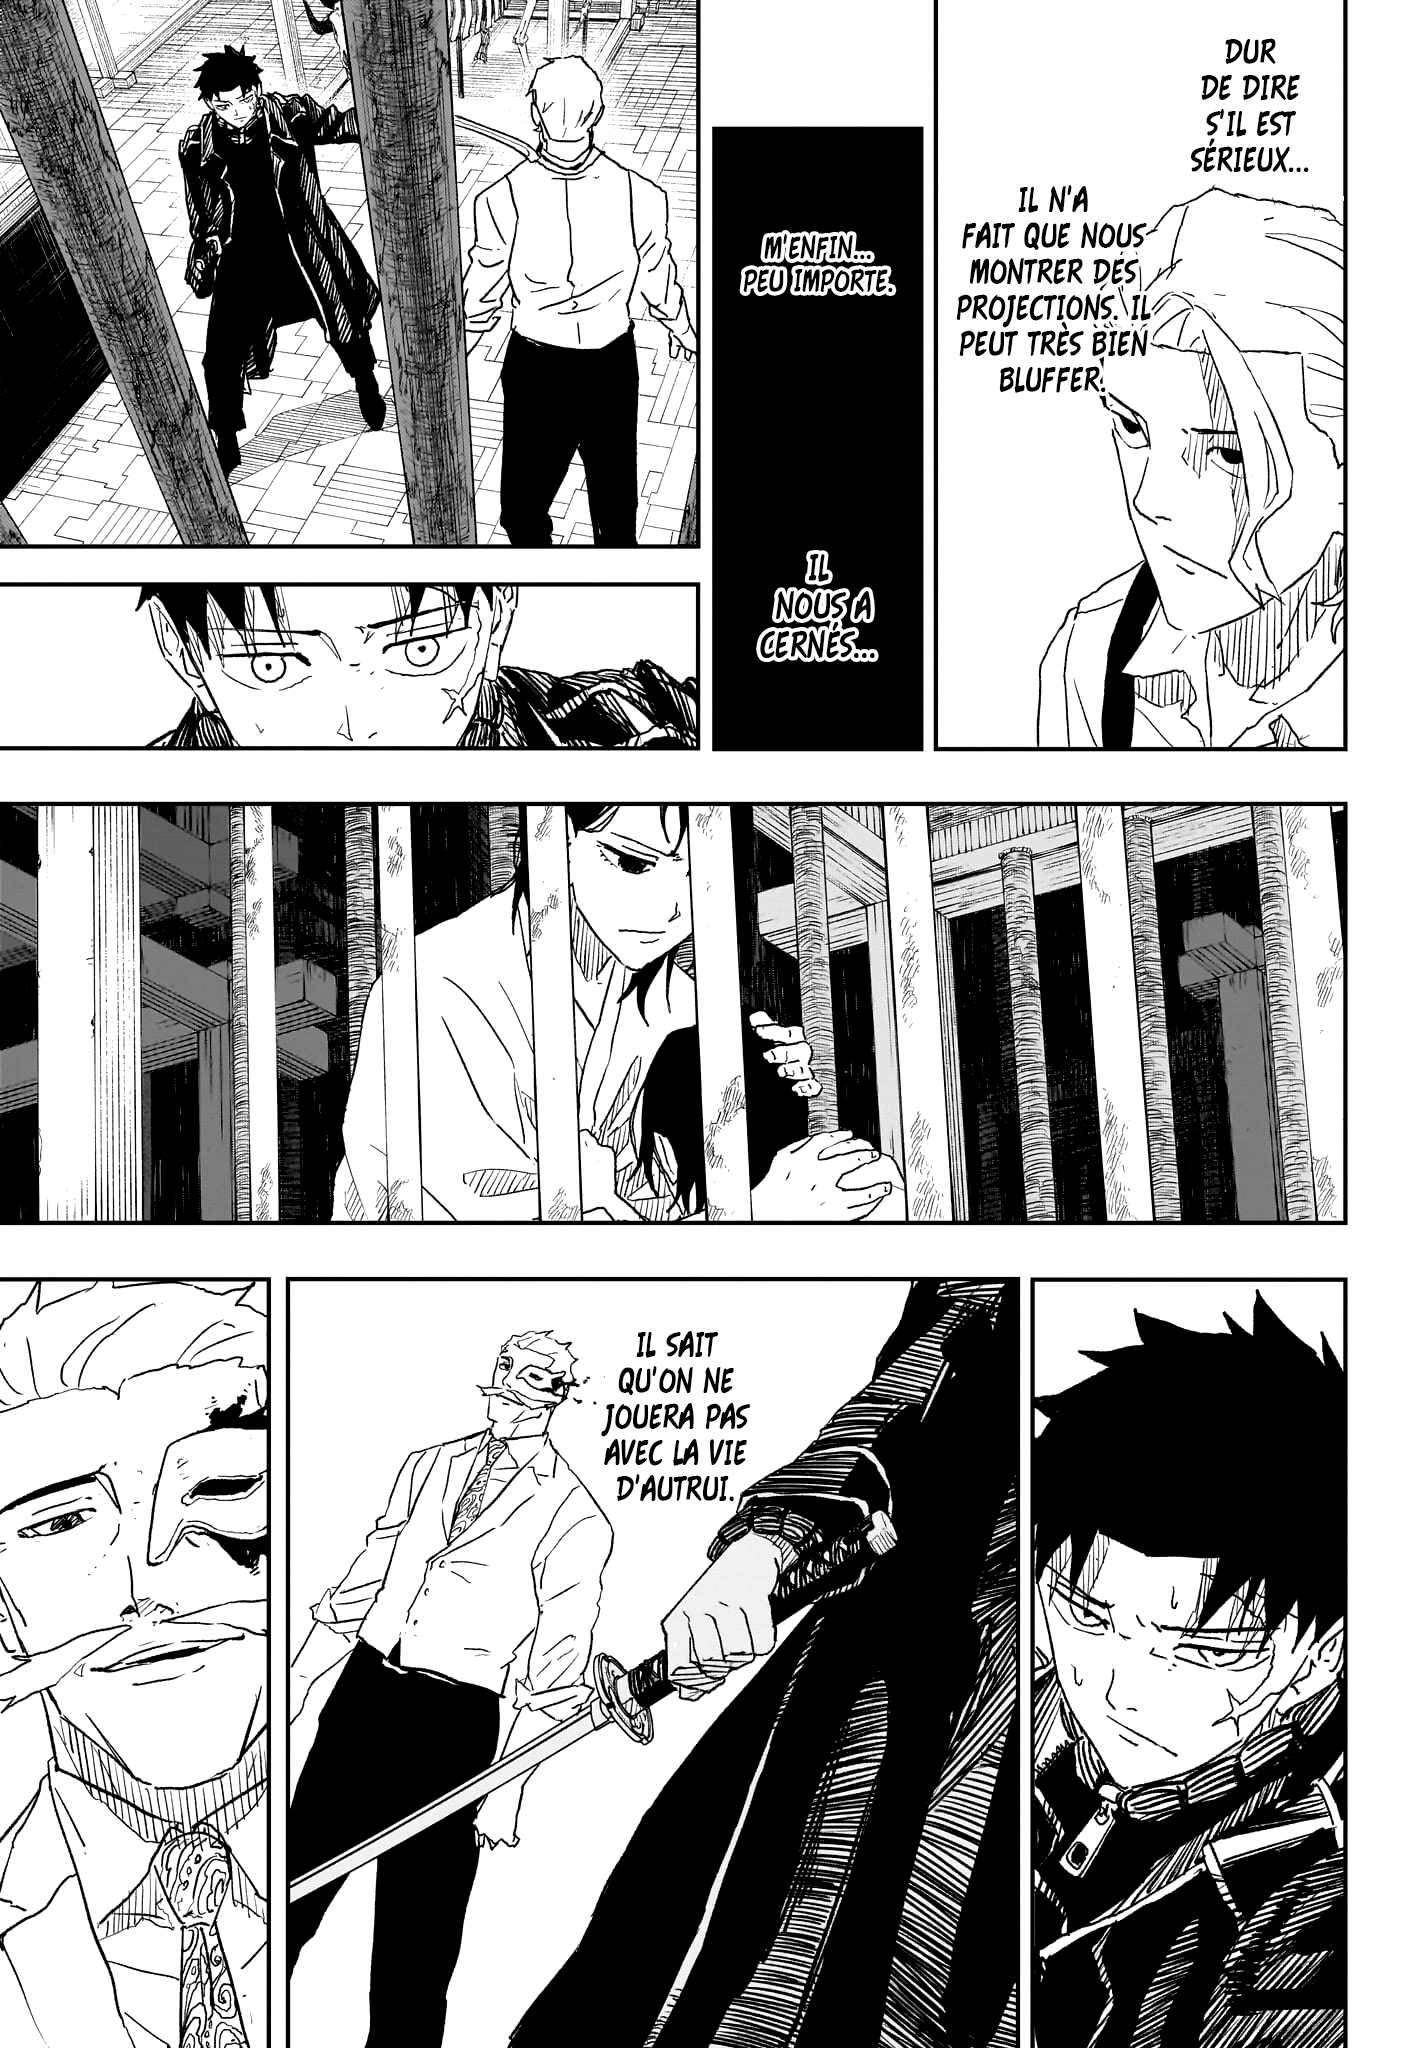 DUR
DE DIRE
S'IL EST
SÉRIEUX...
IL N'A
FAIT QUE NOUS
MONTRER DES
PROJECTIONS. IL
PEUT TRÈS BIEN
BLUFFER.
M'ENFIN...
PEU IMPORTE.
IL
NOUS A
CERNÉS...
IL SAIT
QU'ON NE
JOUERA PAS
AVEC LA VIE
D'AUTRUI.